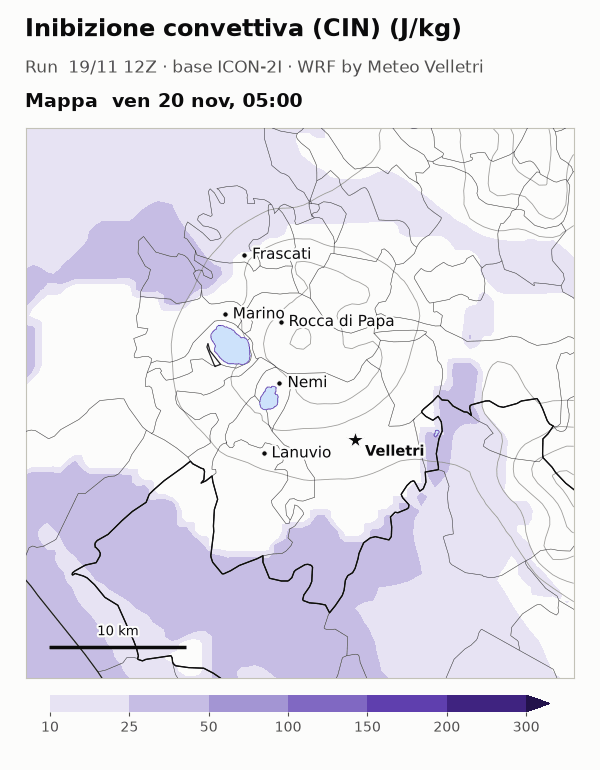 Inibizione convettiva (CIN) (J/kg)
Run  19/11 12Z · base ICON-2I · WRF by Meteo Velletri
Mappa  ven 20 nov, 05:00
Frascati
Marino
Rocca di Papa
Nemi
Velletri
Lanuvio
10 km
10 25 50 100 150 200 300